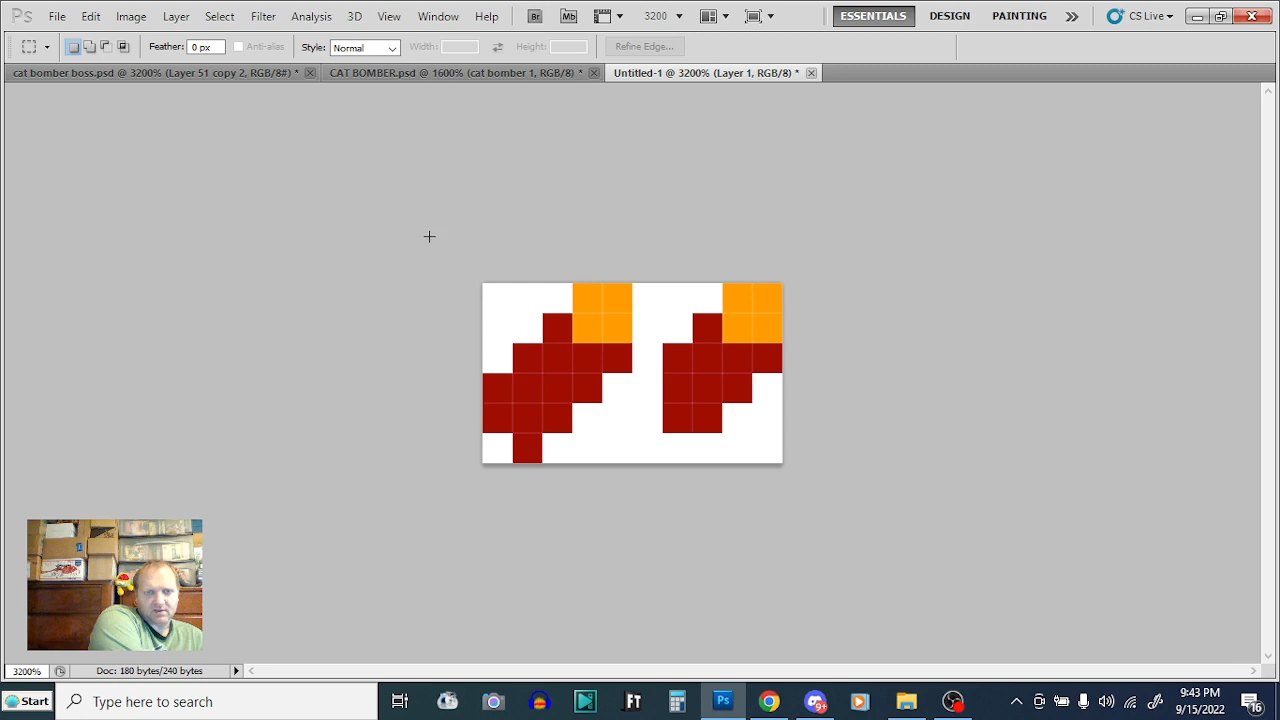 Ps File Edit Image Layer Select Filter Analysis 3D View Window Help Br Mb 3200 ESSENTIALS DESIGN PAINTING CS Live
Feather: 0 px Anti-alias Style: Normal Width: Height: Refine Edge...
cat bomber boss.psd @ 3200% (Layer 51 copy 2, RGB/8#) * CAT BOMBER.psd @ 1600% (cat bomber 1, RGB/8) * Untitled-1 @ 3200% (Layer 1, RGB/8) *
3200% Doc: 180 bytes/240 bytes
Start Type here to search FT Ps 9+ 9:43 PM
9/15/2022 16